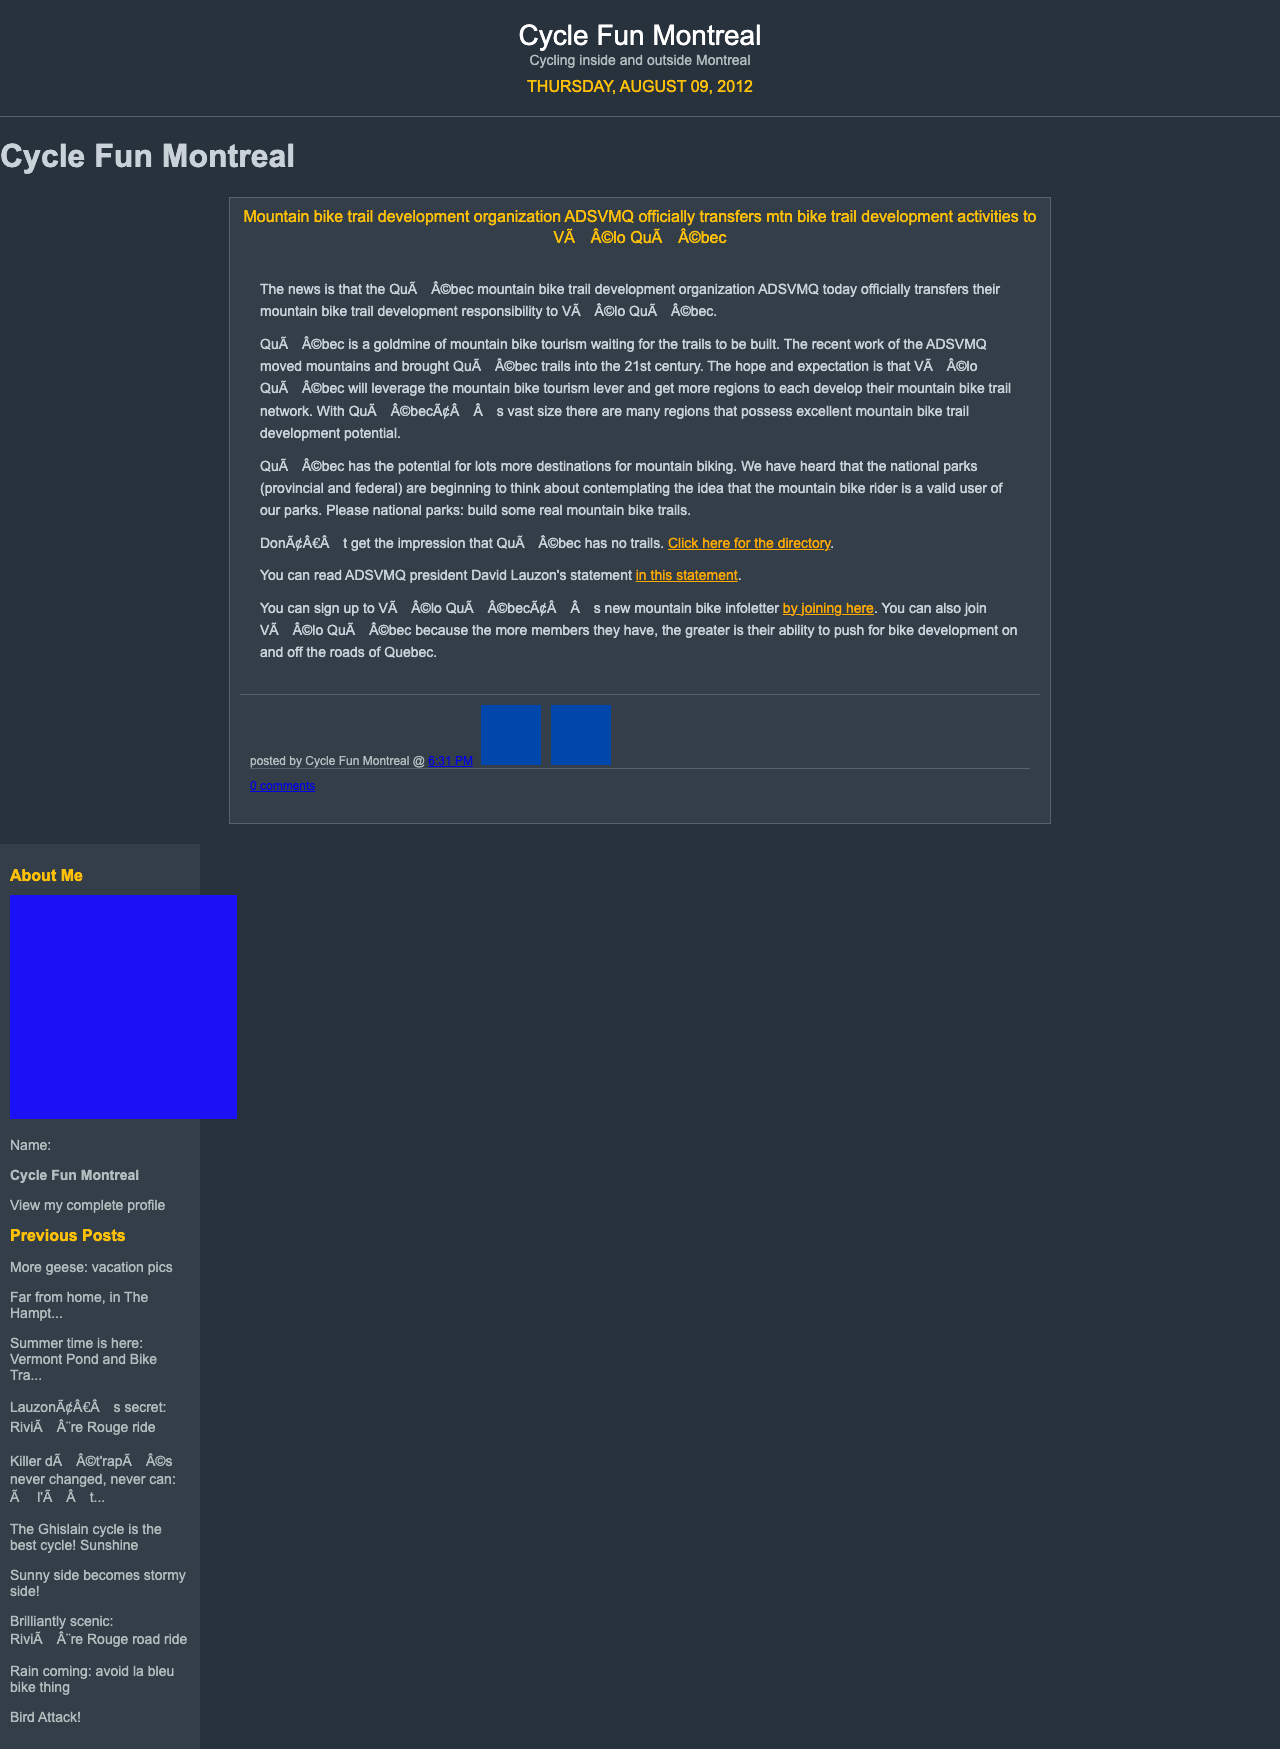 Cycle Fun Montreal
Cycling inside and outside Montreal
THURSDAY, AUGUST 09, 2012
Cycle Fun Montreal
Mountain bike trail development organization ADSVMQ officially transfers mtn bike trail development activities to
VÃ Â©lo QuÃ Â©bec
The news is that the QuÃ Â©bec mountain bike trail development organization ADSVMQ today officially transfers their
mountain bike trail development responsibility to VÃ Â©lo QuÃ Â©bec.
QuÃ Â©bec is a goldmine of mountain bike tourism waiting for the trails to be built. The recent work of the ADSVMQ
moved mountains and brought QuÃ Â©bec trails into the 21st century. The hope and expectation is that VÃ Â©lo
QuÃ Â©bec will leverage the mountain bike tourism lever and get more regions to each develop their mountain bike trail
network. With QuÃ Â©becÃ¢Â Â s vast size there are many regions that possess excellent mountain bike trail
development potential.
QuÃ Â©bec has the potential for lots more destinations for mountain biking. We have heard that the national parks
(provincial and federal) are beginning to think about contemplating the idea that the mountain bike rider is a valid user of
our parks. Please national parks: build some real mountain bike trails.
DonÃ¢Â€Â t get the impression that QuÃ Â©bec has no trails. Click here for the directory.
You can read ADSVMQ president David Lauzon's statement in this statement.
You can sign up to VÃ Â©lo QuÃ Â©becÃ¢Â Â s new mountain bike infoletter by joining here. You can also join
VÃ Â©lo QuÃ Â©bec because the more members they have, the greater is their ability to push for bike development on
and off the roads of Quebec.
posted by Cycle Fun Montreal @ 6:31 PM
0 comments
About Me
Name:
Cycle Fun Montreal
View my complete profile
Previous Posts
More geese: vacation pics
Far from home, in The
Hampt...
Summer time is here:
Vermont Pond and Bike
Tra...
LauzonÃ¢Â€Â s secret:
RiviÃ Â¨re Rouge ride
Killer dÃ Â©t'rapÃ Â©s
never changed, never can:
Ã l'Ã Â t...
The Ghislain cycle is the
best cycle! Sunshine
Sunny side becomes stormy
side!
Brilliantly scenic:
RiviÃ Â¨re Rouge road ride
Rain coming: avoid la bleu
bike thing
Bird Attack!